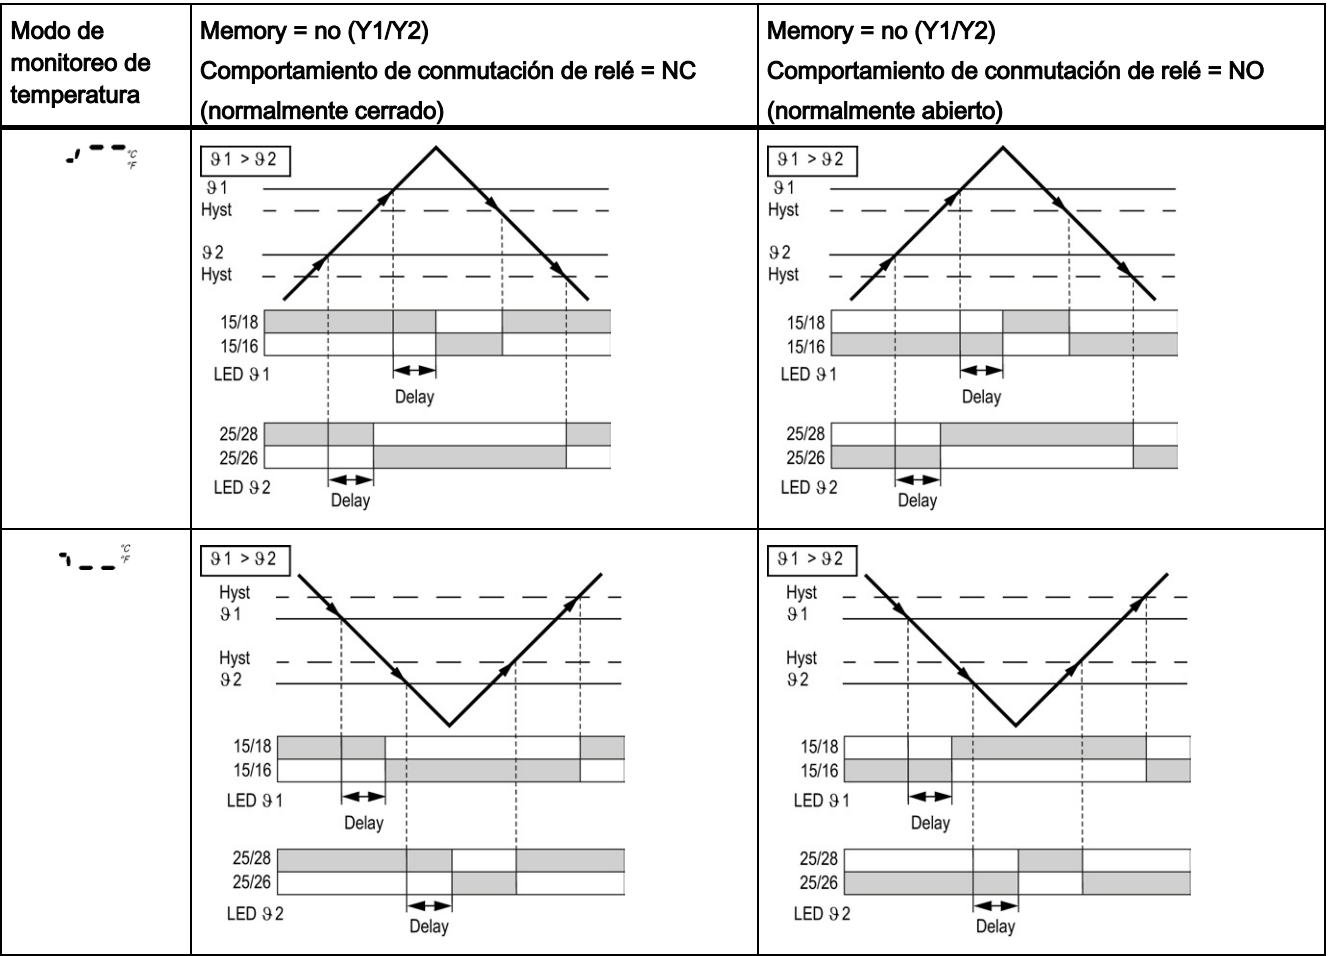 Modo de
monitoreo de
temperatura
Memory = no (Y1/Y2)
Comportamiento de conmutación de relé = NC
(normalmente cerrado)
Memory = no (Y1/Y2)
Comportamiento de conmutación de relé = NO
(normalmente abierto)
°C
°F
ϑ1 > ϑ2
ϑ1
Hyst
ϑ2
Hyst
15/18
15/16
LED ϑ1
Delay
25/28
25/26
LED ϑ2
Delay
ϑ1 > ϑ2
ϑ1
Hyst
ϑ2
Hyst
15/18
15/16
LED ϑ1
Delay
25/28
25/26
LED ϑ2
Delay
°C
°F
ϑ1 > ϑ2
Hyst
ϑ1
Hyst
ϑ2
15/18
15/16
LED ϑ1
Delay
25/28
25/26
LED ϑ2
Delay
ϑ1 > ϑ2
Hyst
ϑ1
Hyst
ϑ2
15/18
15/16
LED ϑ1
Delay
25/28
25/26
LED ϑ2
Delay